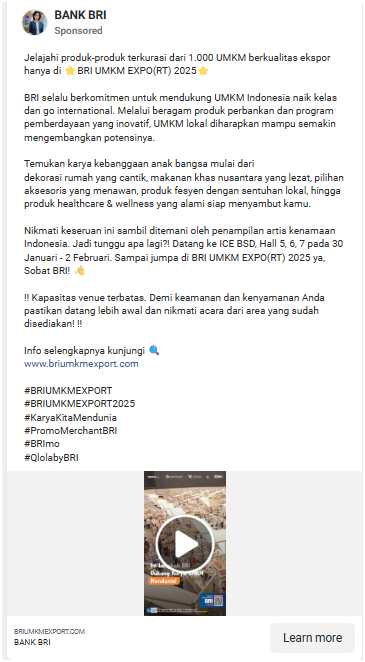 BANK BRI
Sponsored
Jelajahi produk-produk terkurasi dari 1.000 UMKM berkualitas ekspor
hanya di ⭐BRI UMKM EXPO(RT) 2025⭐
BRI selalu berkomitmen untuk mendukung UMKM Indonesia naik kelas
dan go international. Melalui beragam produk perbankan dan program
pemberdayaan yang inovatif, UMKM lokal diharapkan mampu semakin
mengembangkan potensinya.
Temukan karya kebanggaan anak bangsa mulai dari
dekorasi rumah yang cantik, makanan khas nusantara yang lezat, pilihan
aksesoris yang menawan, produk fesyen dengan sentuhan lokal, hingga
produk healthcare & wellness yang alami siap menyambut kamu.
Nikmati keseruan ini sambil ditemani oleh penampilan artis kenamaan
Indonesia. Jadi tunggu apa lagi?! Datang ke ICE BSD, Hall 5, 6, 7 pada 30
Januari - 2 Februari. Sampai jumpa di BRI UMKM EXPO(RT) 2025 ya,
Sobat BRI! 👋
!! Kapasitas venue terbatas. Demi keamanan dan kenyamanan Anda
pastikan datang lebih awal dan nikmati acara dari area yang sudah
disediakan! !!
Info selengkapnya kunjungi 🔍
www.briumkmexport.com
#BRIUMKMEXPORT
#BRIUMKMEXPORT2025
#KaryaKitaMendunia
#PromoMerchantBRI
#BRImo
#QlolabyBRI
Dukung Karya
Mendunia!
BRI
BRIUMKMEXPORT.COM
BANK BRI
Learn more